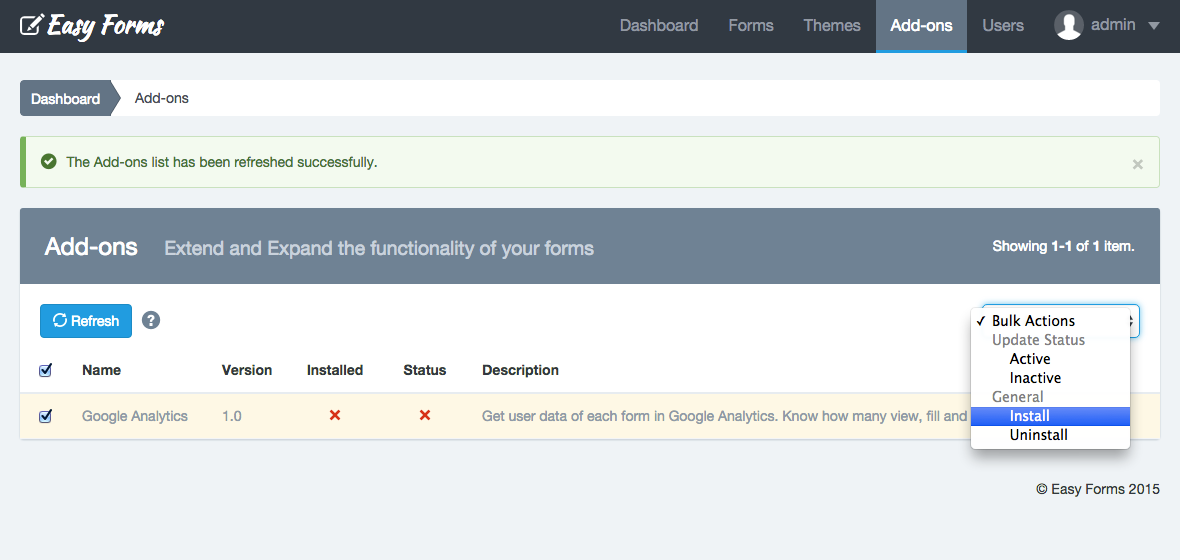 Easy Forms
Dashboard Forms Themes Add-ons Users admin
Dashboard Add-ons
The Add-ons list has been refreshed successfully.
×
Add-ons Extend and Expand the functionality of your forms Showing 1-1 of 1 item.
Refresh ?
✓ Bulk Actions
Update Status
Active
Inactive
General
Install
Uninstall
Name Version Installed Status Description
Google Analytics 1.0 Get user data of each form in Google Analytics. Know how many view, fill and
© Easy Forms 2015